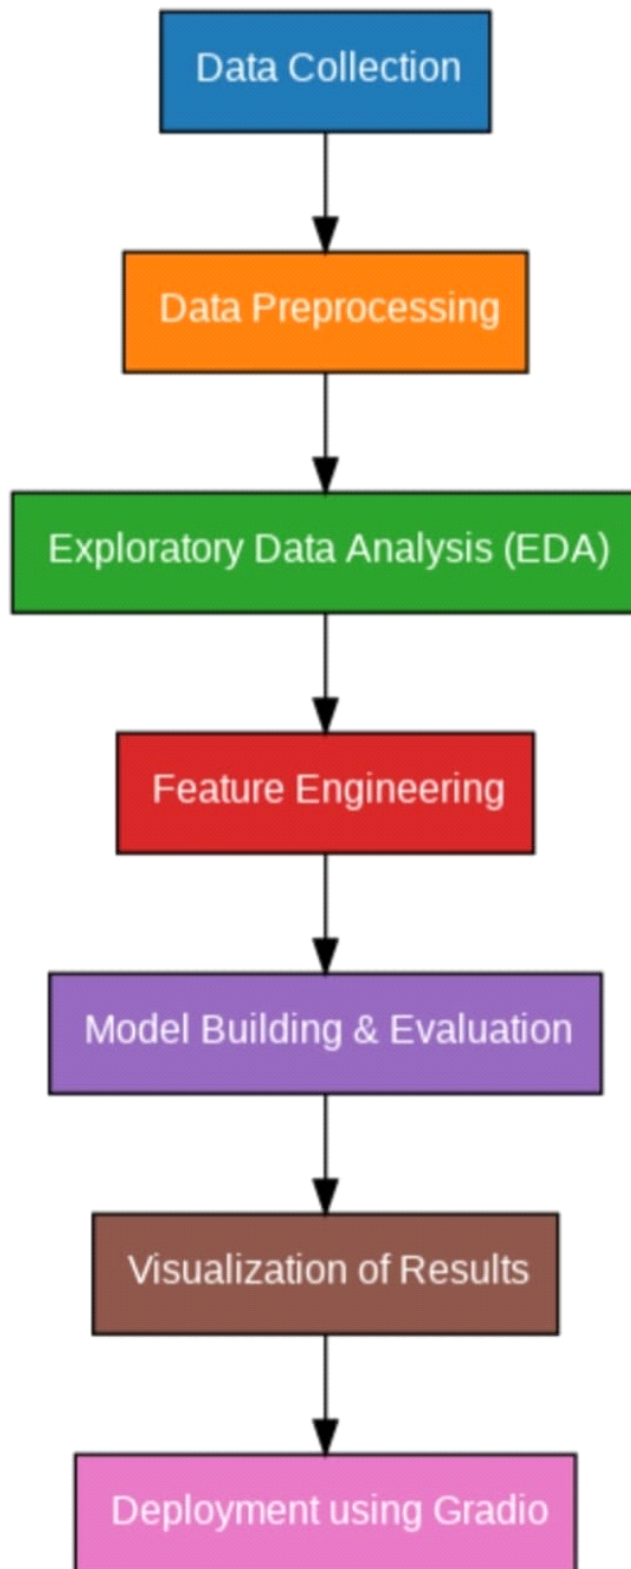 Data Collection
Data Preprocessing
Exploratory Data Analysis (EDA)
Feature Engineering
Model Building & Evaluation
Visualization of Results
Deployment using Gradio